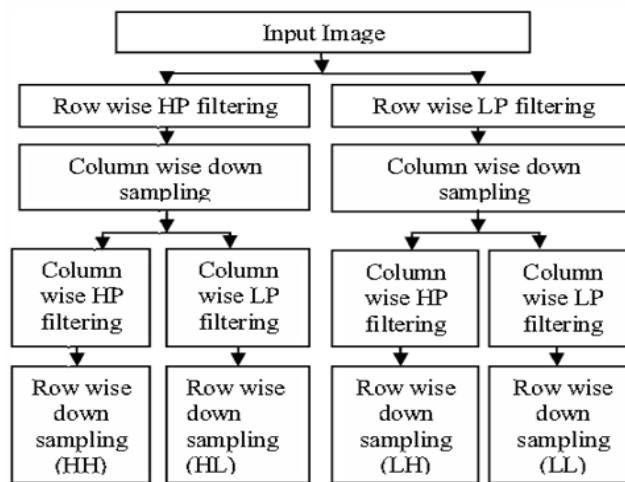 Input Image
Row wise HP filtering
Row wise LP filtering
Column wise down
sampling
Column wise down
sampling
Column
wise HP
filtering
Column
wise LP
filtering
Column
wise HP
filtering
Column
wise LP
filtering
Row wise
down
sampling
(HH)
Row wise
down
sampling
(HL)
Row wise
down
sampling
(LH)
Row wise
down
sampling
(LL)